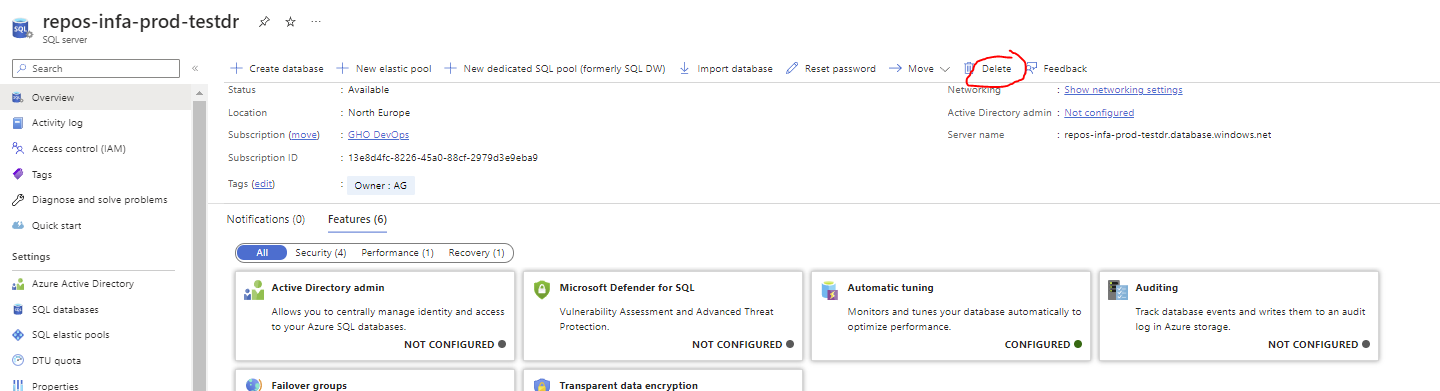 repos-infa-prod-testdr
SQL server
Search
Create database New elastic pool New dedicated SQL pool (formerly SQL DW) Import database Reset password Move Delete Feedback
Overview
Activity log
Access control (IAM)
Tags
Diagnose and solve problems
Quick start
Settings
Azure Active Directory
SQL databases
SQL elastic pools
DTU quota
Properties
Status : Available
Location : North Europe
Subscription (move) : GHO DevOps
Subscription ID : 13e8d4fc-8226-45a0-88cf-2979d3e9eba9
Tags (edit) : Owner : AG
Networking : Show networking settings
Active Directory admin : Not configured
Server name : repos-infa-prod-testdr.database.windows.net
Notifications (0) Features (6)
All Security (4) Performance (1) Recovery (1)
Active Directory admin
Allows you to centrally manage identity and access
to your Azure SQL databases.
NOT CONFIGURED
Microsoft Defender for SQL
Vulnerability Assessment and Advanced Threat
Protection.
NOT CONFIGURED
Automatic tuning
Monitors and tunes your database automatically to
optimize performance.
CONFIGURED
Auditing
Track database events and writes them to an audit
log in Azure storage.
NOT CONFIGURED
Failover groups
Transparent data encryption